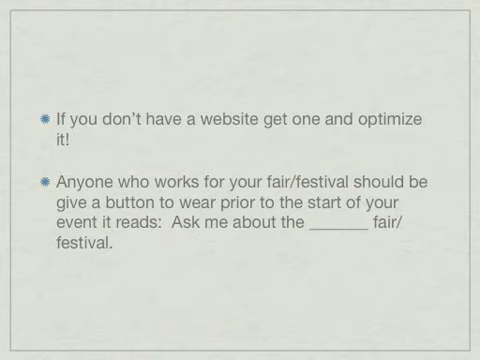 If you don’t have a website get one and optimize
it!
Anyone who works for your fair/festival should be
give a button to wear prior to the start of your
event it reads:  Ask me about the _______ fair/
festival.